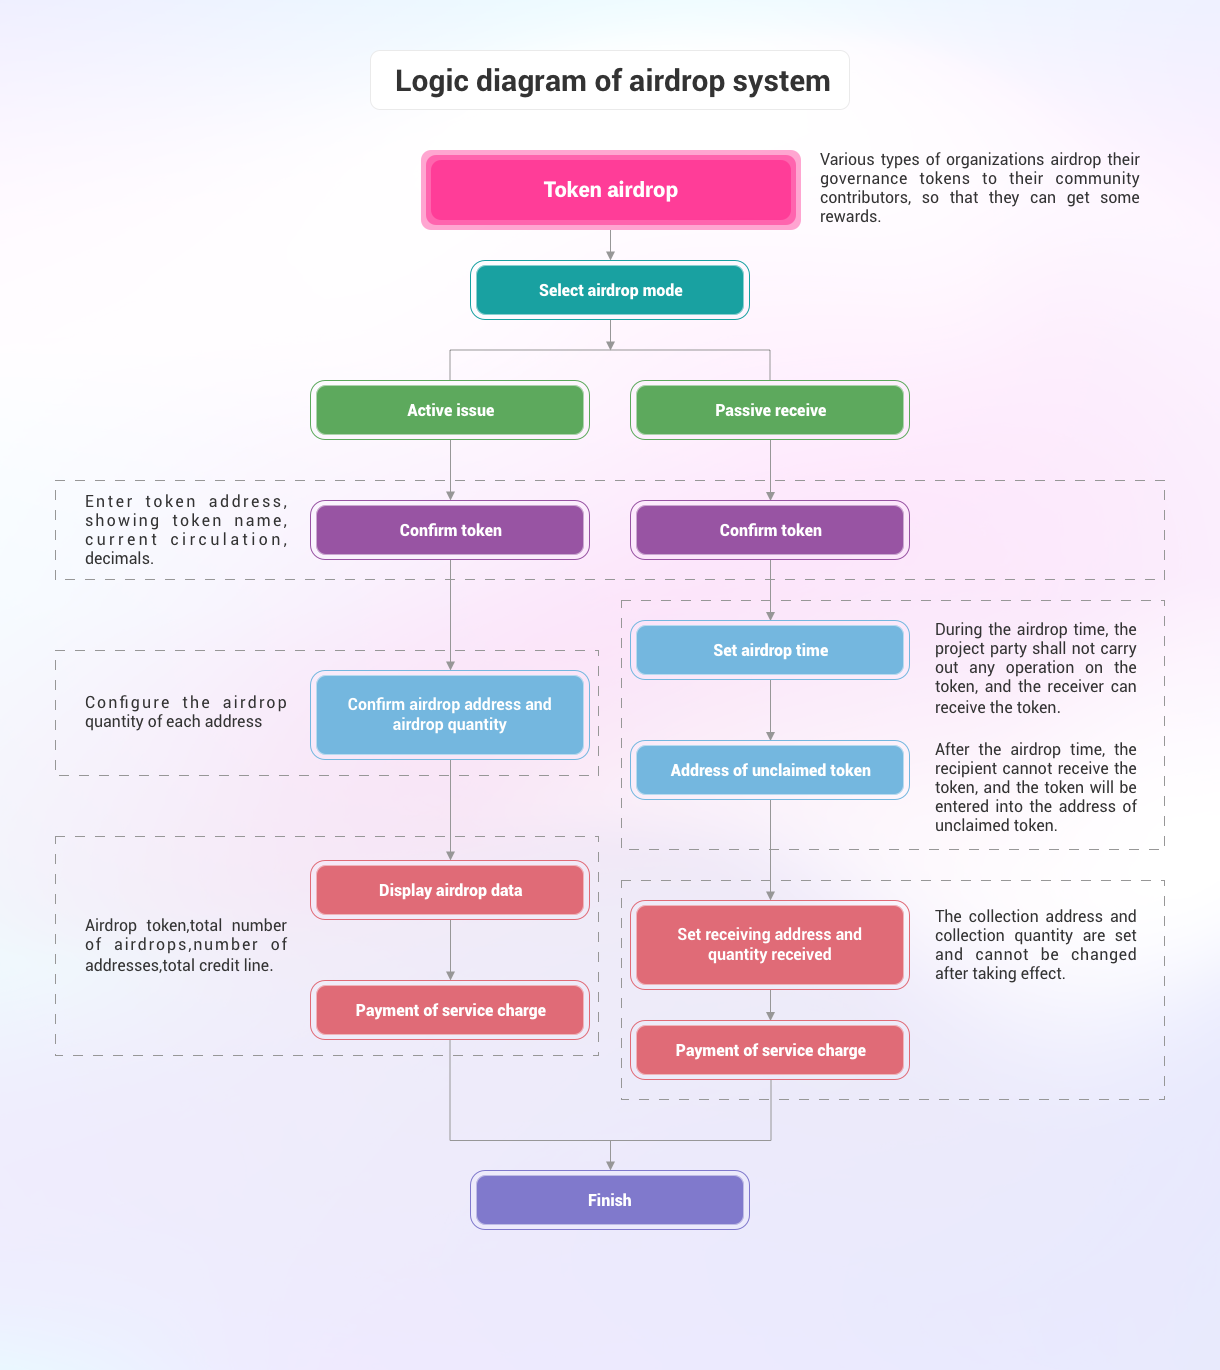 Logic diagram of airdrop system
Token airdrop
Various types of organizations airdrop their
governance tokens to their community
contributors, so that they can get some
rewards.
Select airdrop mode
Active issue
Passive receive
Enter token address,
showing token name,
current circulation,
decimals.
Confirm token
Confirm token
Set airdrop time
During the airdrop time, the
project party shall not carry
out any operation on the
token, and the receiver can
receive the token.
Configure the airdrop
quantity of each address
Confirm airdrop address and
airdrop quantity
Address of unclaimed token
After the airdrop time, the
recipient cannot receive the
token, and the token will be
entered into the address of
unclaimed token.
Airdrop token,total number
of airdrops,number of
addresses,total credit line.
Display airdrop data
Payment of service charge
Set receiving address and
quantity received
The collection address and
collection quantity are set
and cannot be changed
after taking effect.
Payment of service charge
Finish